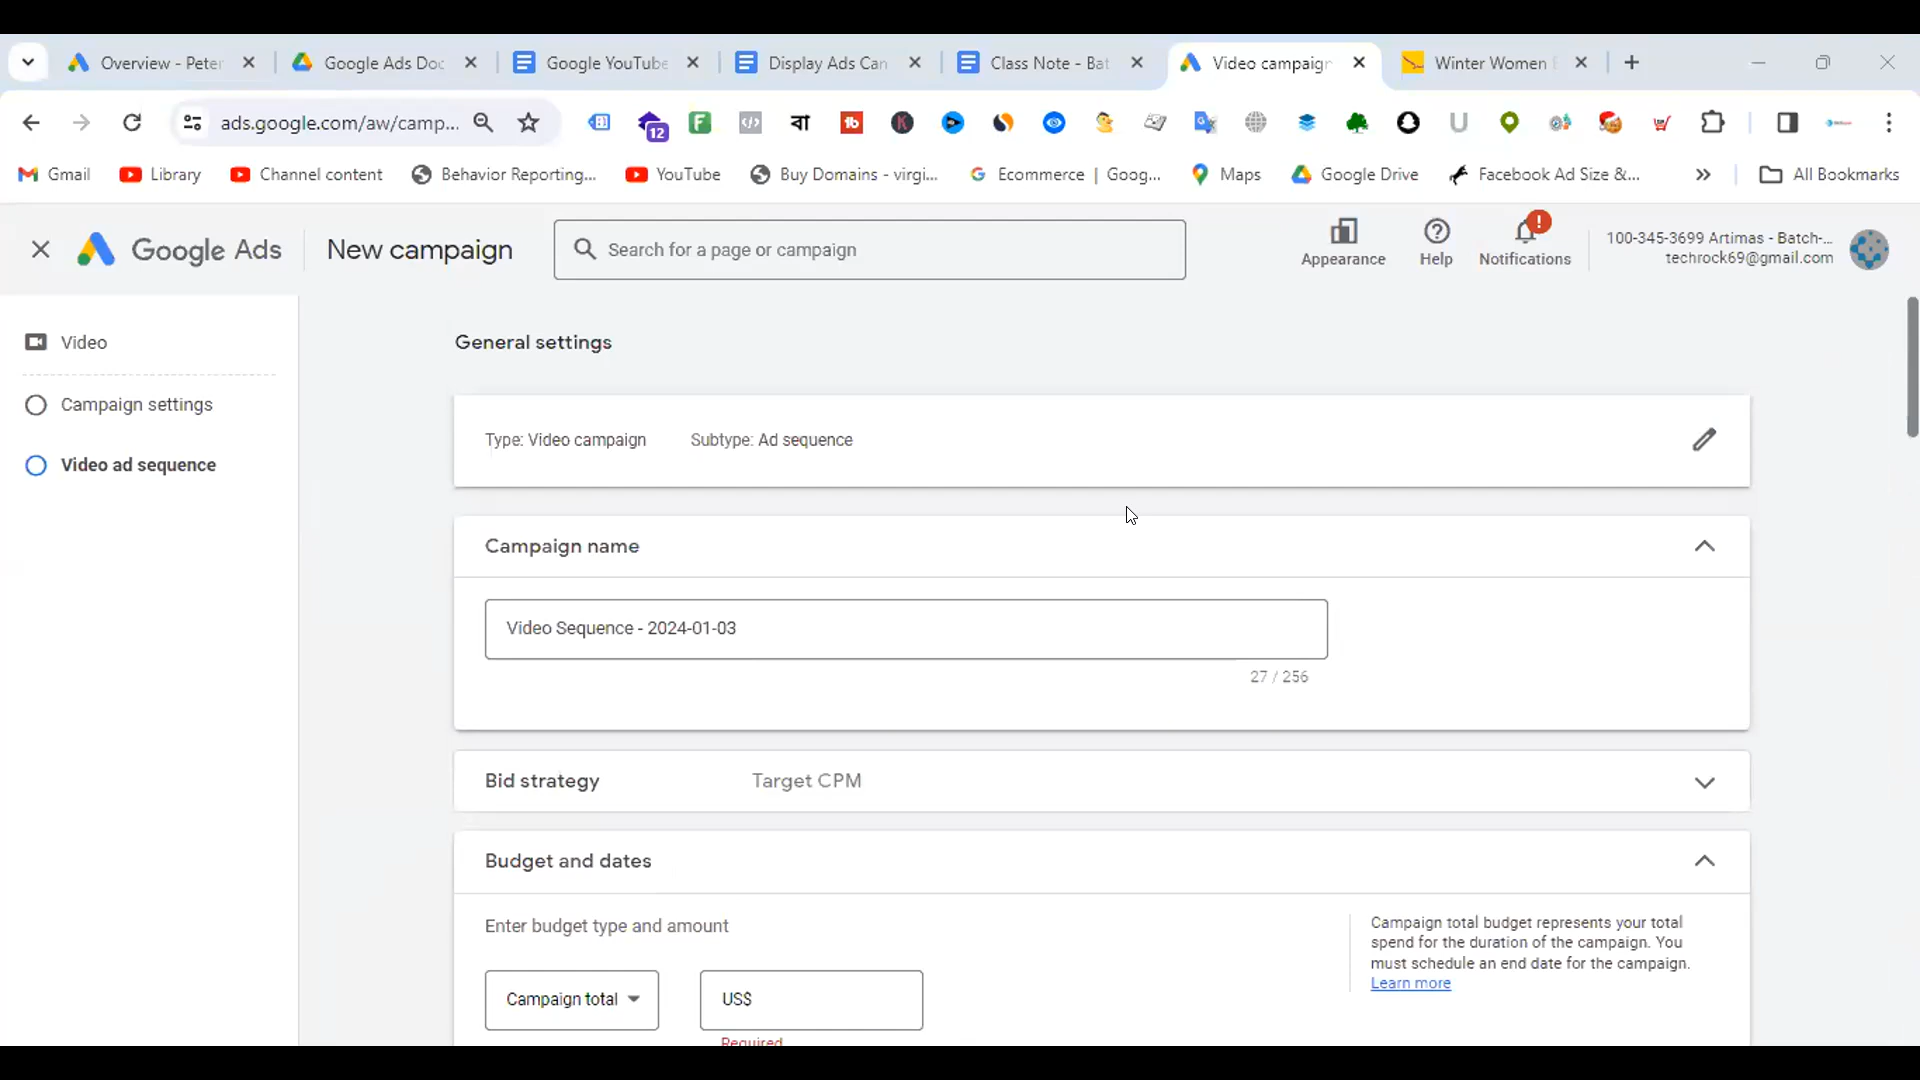 Overview - Peter
Google Ads Doc
Google YouTube
Display Ads Can
Class Note - Bat
Video campaign
Winter Women
ads.google.com/aw/camp...
12
বা
Gmail
Library
Channel content
Behavior Reporting...
YouTube
Buy Domains - virgi...
Ecommerce | Goog...
Maps
Google Drive
Facebook Ad Size &...
All Bookmarks
Google Ads
New campaign
Search for a page or campaign
Appearance
Help
Notifications
100-345-3699 Artimas - Batch-...
techrock69@gmail.com
Video
Campaign settings
Video ad sequence
General settings
Type: Video campaign
Subtype: Ad sequence
Campaign name
Video Sequence - 2024-01-03
27 / 256
Bid strategy
Target CPM
Budget and dates
Enter budget type and amount
Campaign total
US$
Required
Campaign total budget represents your total
spend for the duration of the campaign. You
must schedule an end date for the campaign.
Learn more